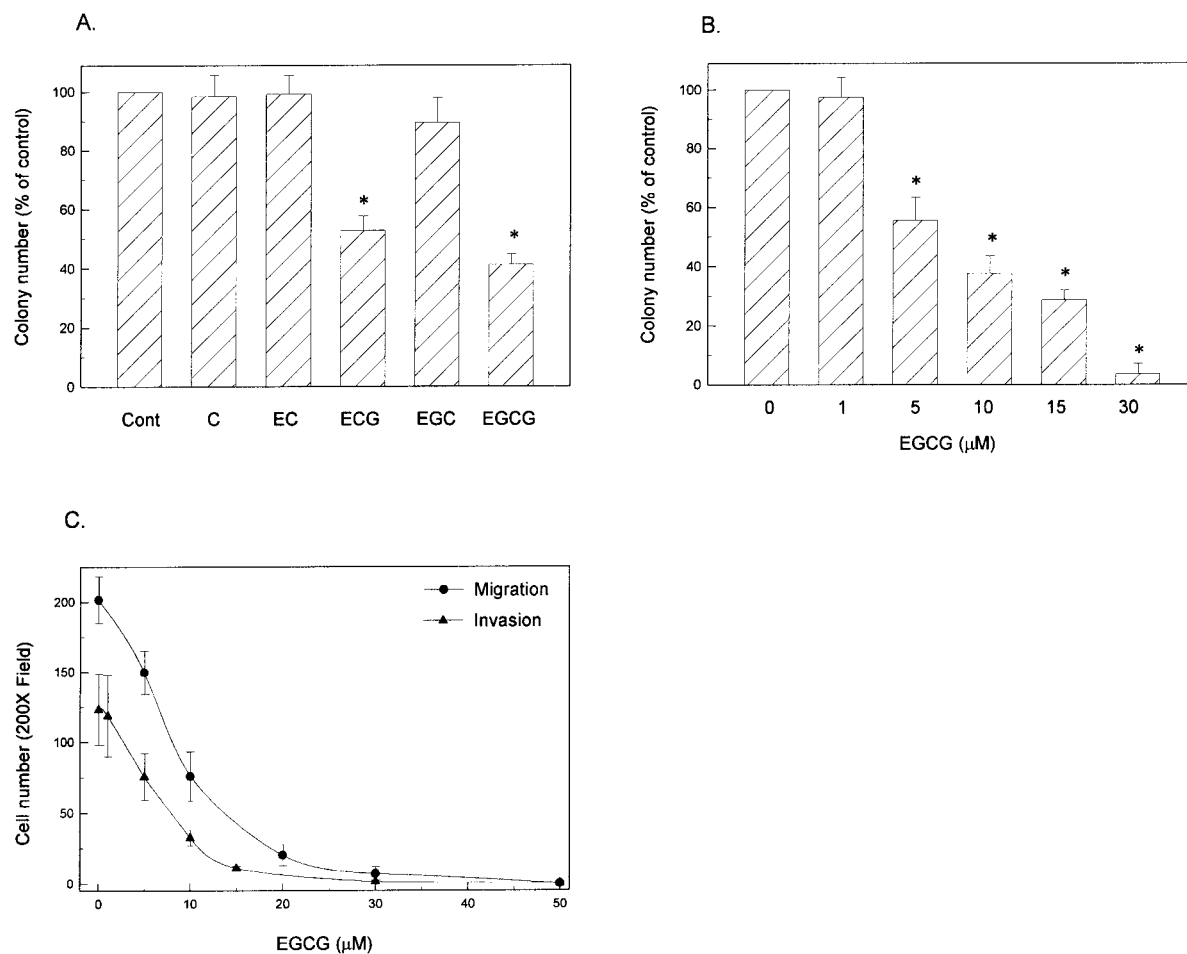 A.
Colony number (% of control)
100
80
60
40
20
0
*
*
Cont C EC ECG EGC EGCG
B.
Colony number (% of control)
100
80
60
40
20
0
*
*
*
*
0 1 5 10 15 30
EGCG (μM)
C.
Cell number (200X Field)
200
150
100
50
0
Migration
Invasion
0 10 20 30 40 50
EGCG (μM)